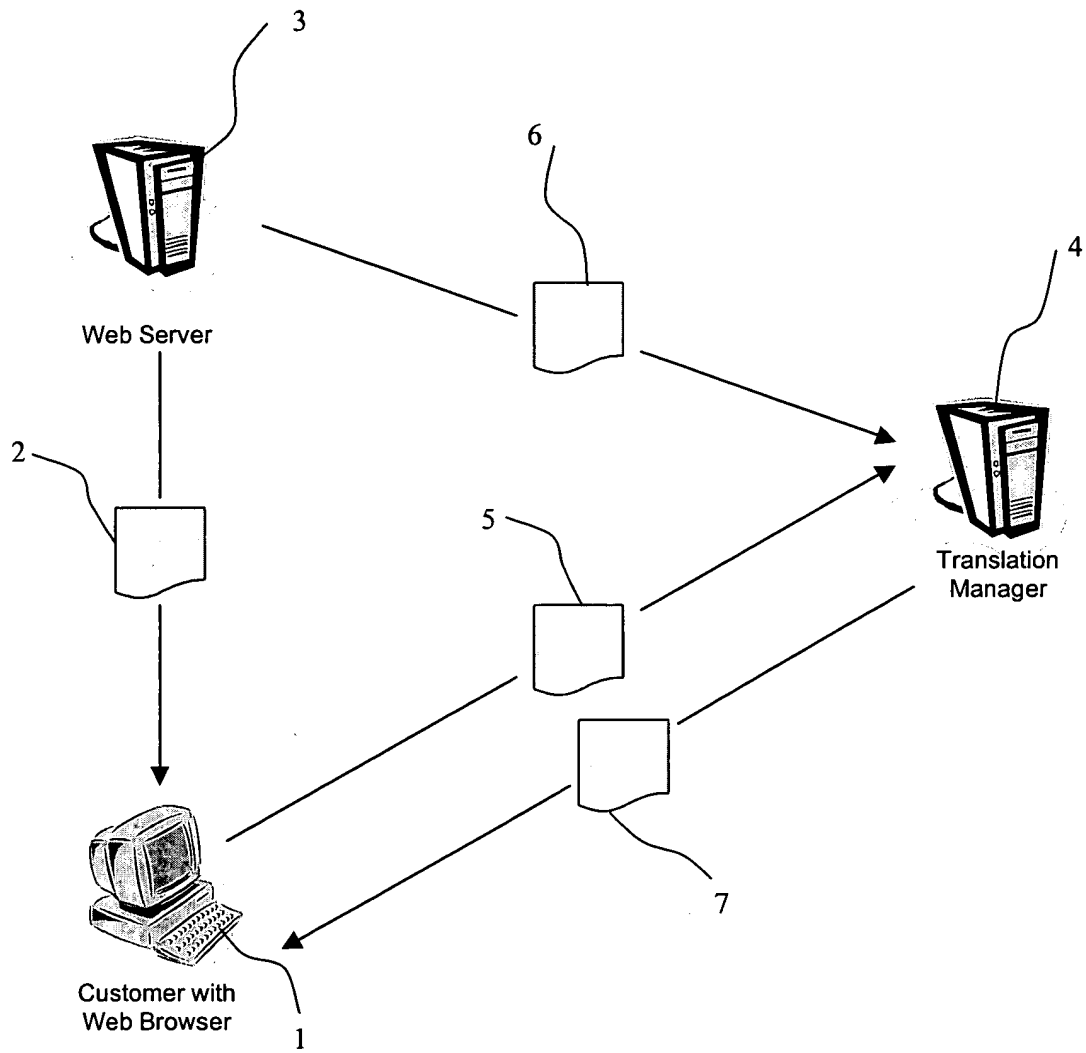 3
6
4
Web Server
2
5
Translation
Manager
7
Customer with
Web Browser
1